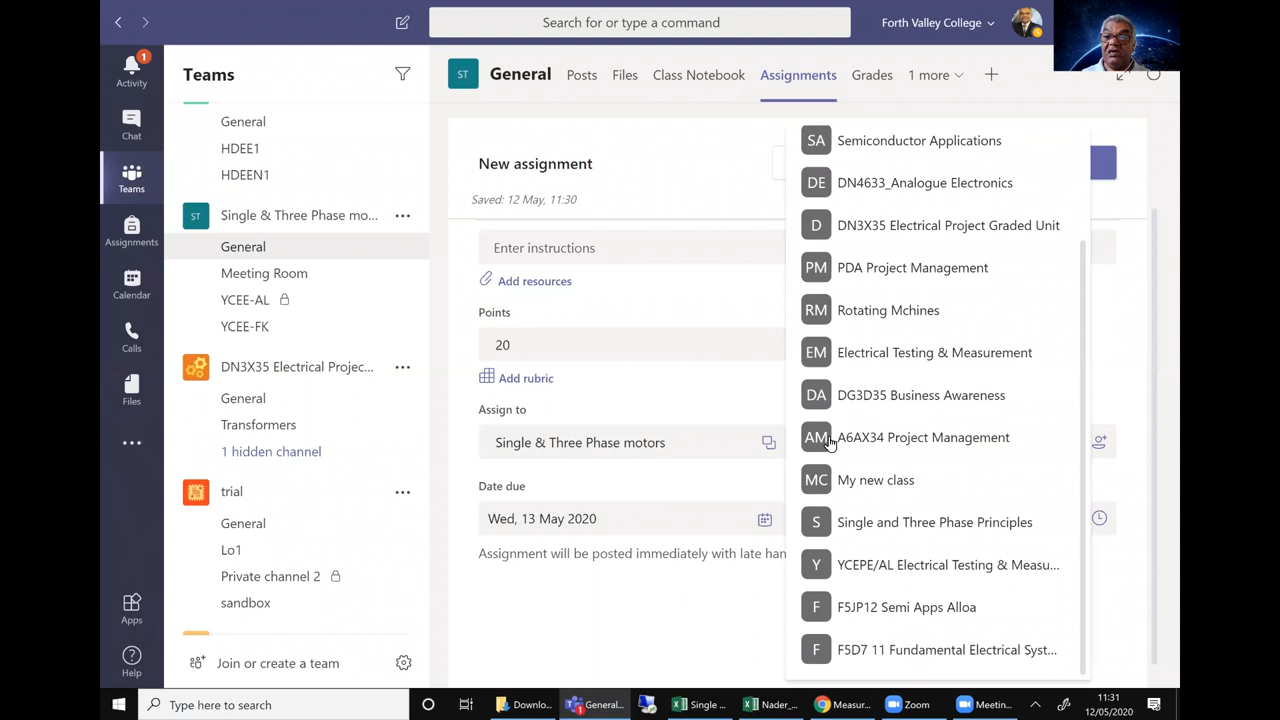 Search for or type a command
Forth Valley College
1
Activity
Chat
Teams
Assignments
Calendar
Calls
Files
Apps
Help
Teams
General
HDEE1
HDEEN1
ST
Single & Three Phase mo...
General
Meeting Room
YCEE-AL
YCEE-FK
DN3X35 Electrical Projec...
General
Transformers
1 hidden channel
trial
General
Lo1
Private channel 2
sandbox
Join or create a team
ST
General
Posts
Files
Class Notebook
Assignments
Grades
1 more
New assignment
Saved: 12 May, 11:30
Enter instructions
Add resources
Points
20
Add rubric
Assign to
Single & Three Phase motors
Date due
Wed, 13 May 2020
Assignment will be posted immediately with late han
SA Semiconductor Applications
DE DN4633_Analogue Electronics
D DN3X35 Electrical Project Graded Unit
PM PDA Project Management
RM Rotating Mchines
EM Electrical Testing & Measurement
DA DG3D35 Business Awareness
AM A6AX34 Project Management
MC My new class
S Single and Three Phase Principles
Y YCEPE/AL Electrical Testing & Measu...
F F5JP12 Semi Apps Alloa
F F5D7 11 Fundamental Electrical Syst...
Type here to search
Downlo...
1
General...
Single ...
Nader_...
Measur...
Zoom
Meetin...
11:31
12/05/2020